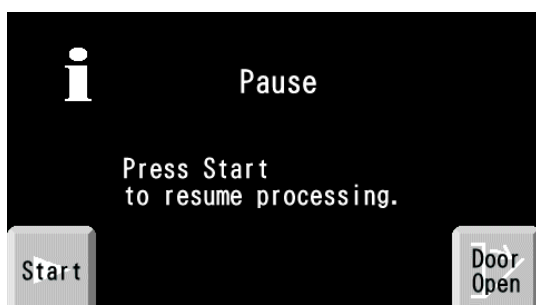 i
Pause
Press Start
to resume processing.
Start
Door
Open